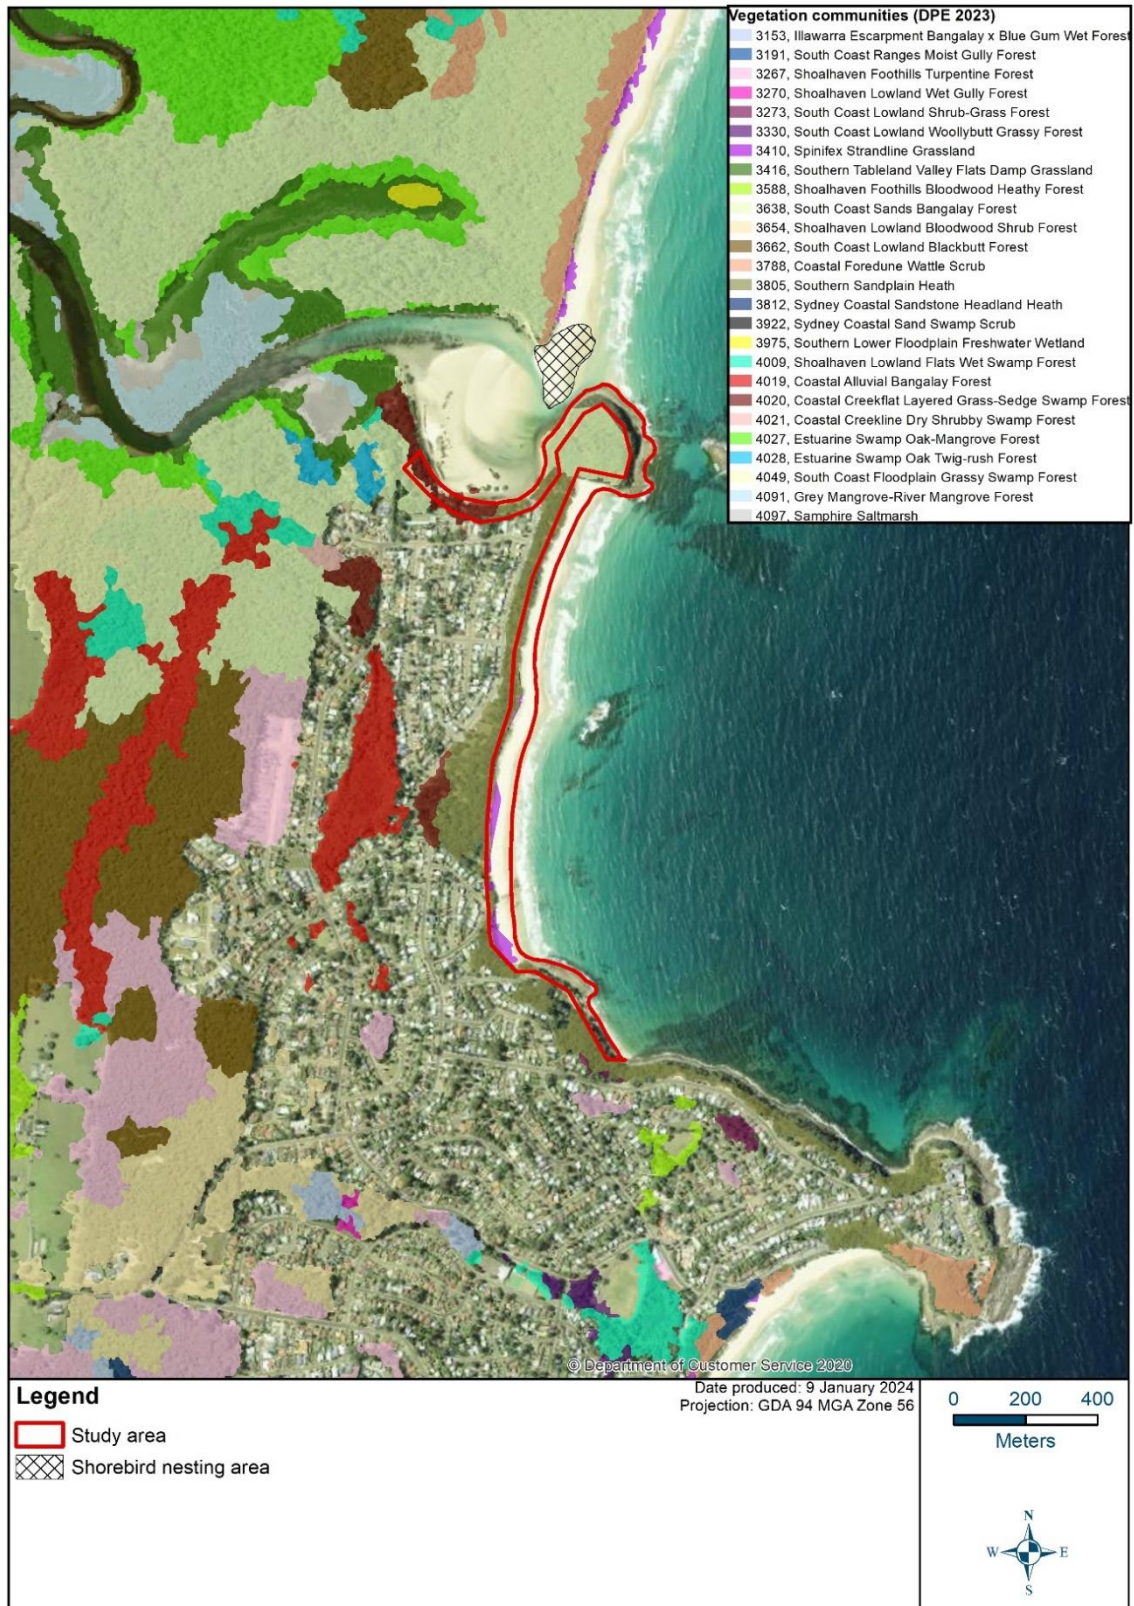 Vegetation communities (DPE 2023)
3153, Illawarra Escarpment Bangalay x Blue Gum Wet Forest
3191, South Coast Ranges Moist Gully Forest
3267, Shoalhaven Foothills Turpentine Forest
3270, Shoalhaven Lowland Wet Gully Forest
3273, South Coast Lowland Shrub-Grass Forest
3330, South Coast Lowland Woollybutt Grassy Forest
3410, Spinifex Strandline Grassland
3416, Southern Tableland Valley Flats Damp Grassland
3588, Shoalhaven Foothills Bloodwood Heathy Forest
3638, South Coast Sands Bangalay Forest
3654, Shoalhaven Lowland Bloodwood Shrub Forest
3662, South Coast Lowland Blackbutt Forest
3788, Coastal Foredune Wattle Scrub
3805, Southern Sandplain Heath
3812, Sydney Coastal Sandstone Headland Heath
3922, Sydney Coastal Sand Swamp Scrub
3975, Southern Lower Floodplain Freshwater Wetland
4009, Shoalhaven Lowland Flats Wet Swamp Forest
4019, Coastal Alluvial Bangalay Forest
4020, Coastal Creekflat Layered Grass-Sedge Swamp Forest
4021, Coastal Creekline Dry Shrubby Swamp Forest
4027, Estuarine Swamp Oak-Mangrove Forest
4028, Estuarine Swamp Oak Twig-rush Forest
4049, South Coast Floodplain Grassy Swamp Forest
4091, Grey Mangrove-River Mangrove Forest
4097, Samphire Saltmarsh
© Department of Customer Service 2020
Legend
Study area
Shorebird nesting area
Date produced: 9 January 2024
Projection: GDA 94 MGA Zone 56
0 200 400
Meters
N
W E
S